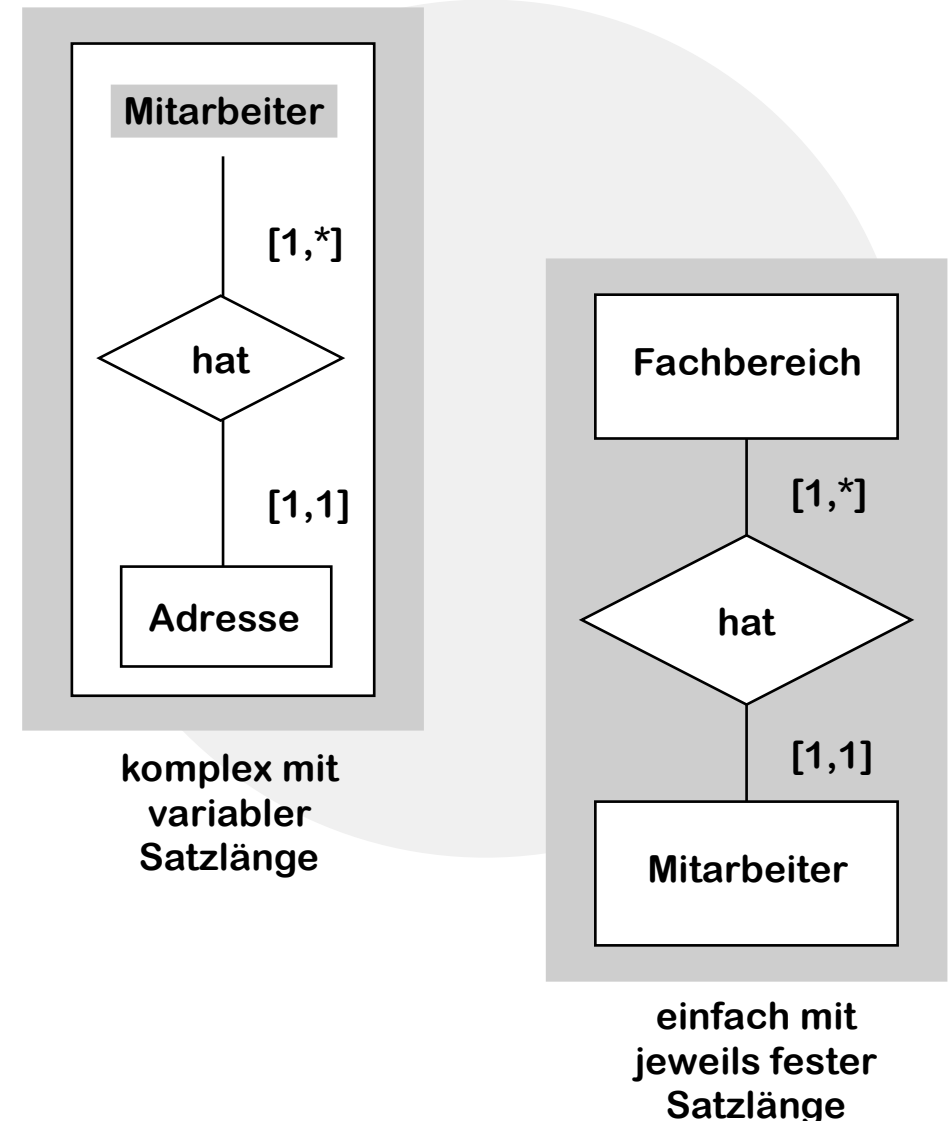 Mitarbeiter
[1,*]
hat
[1,1]
Adresse
komplex mit
variabler
Satzlänge
Fachbereich
[1,*]
hat
[1,1]
Mitarbeiter
einfach mit
jeweils fester
Satzlänge